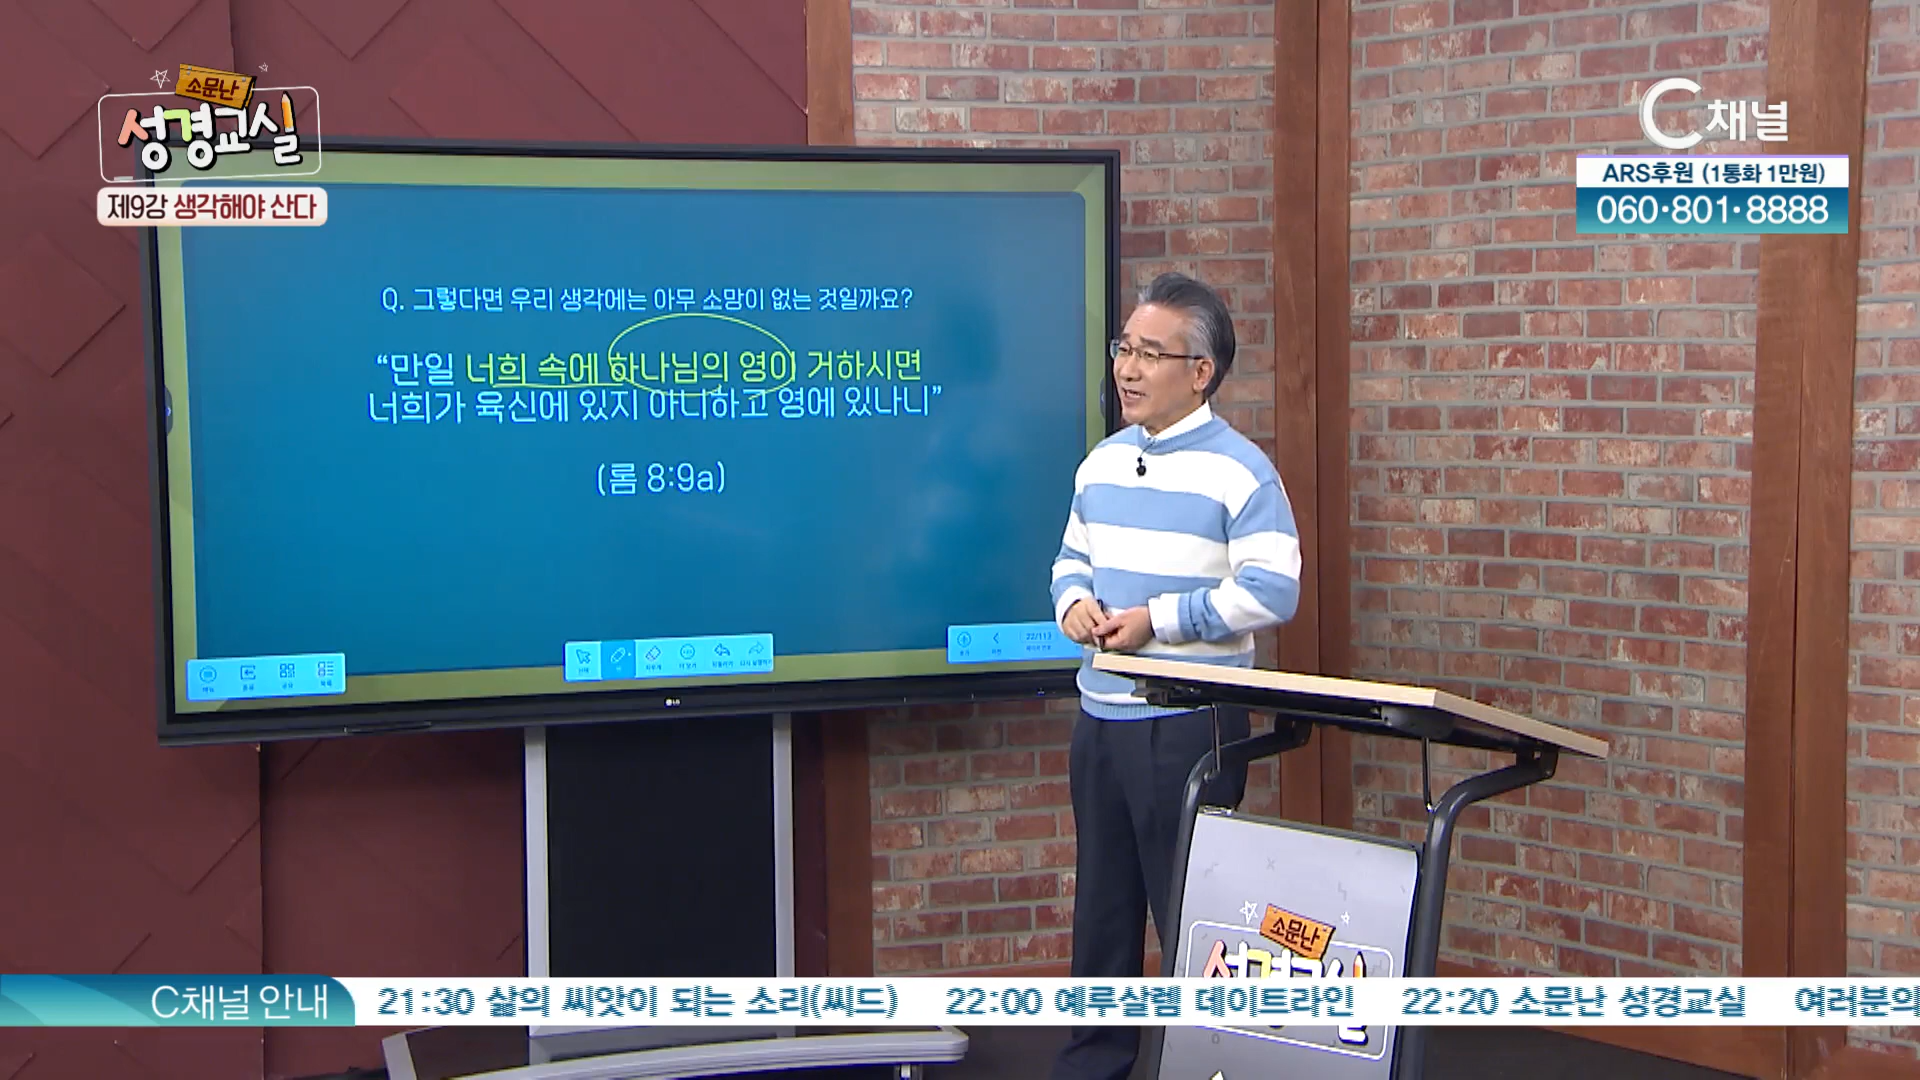 소문난
성경교실
제9강 생각해야 산다
C채널
ARS후원 (1통화 1만원)
060·801·8888
Q. 그렇다면 우리 생각에는 아무 소망이 없는 것일까요?
“만일 너희 속에 하나님의 영이 거하시면
너희가 육신에 있지 아니하고 영에 있나니”
(롬 8:9a)
22/113
LG
소문난
성경교실
C채널 안내
21:30 삶의 씨앗이 되는 소리(씨드) 22:00 예루살렘 데이트라인 22:20 소문난 성경교실 여러분의